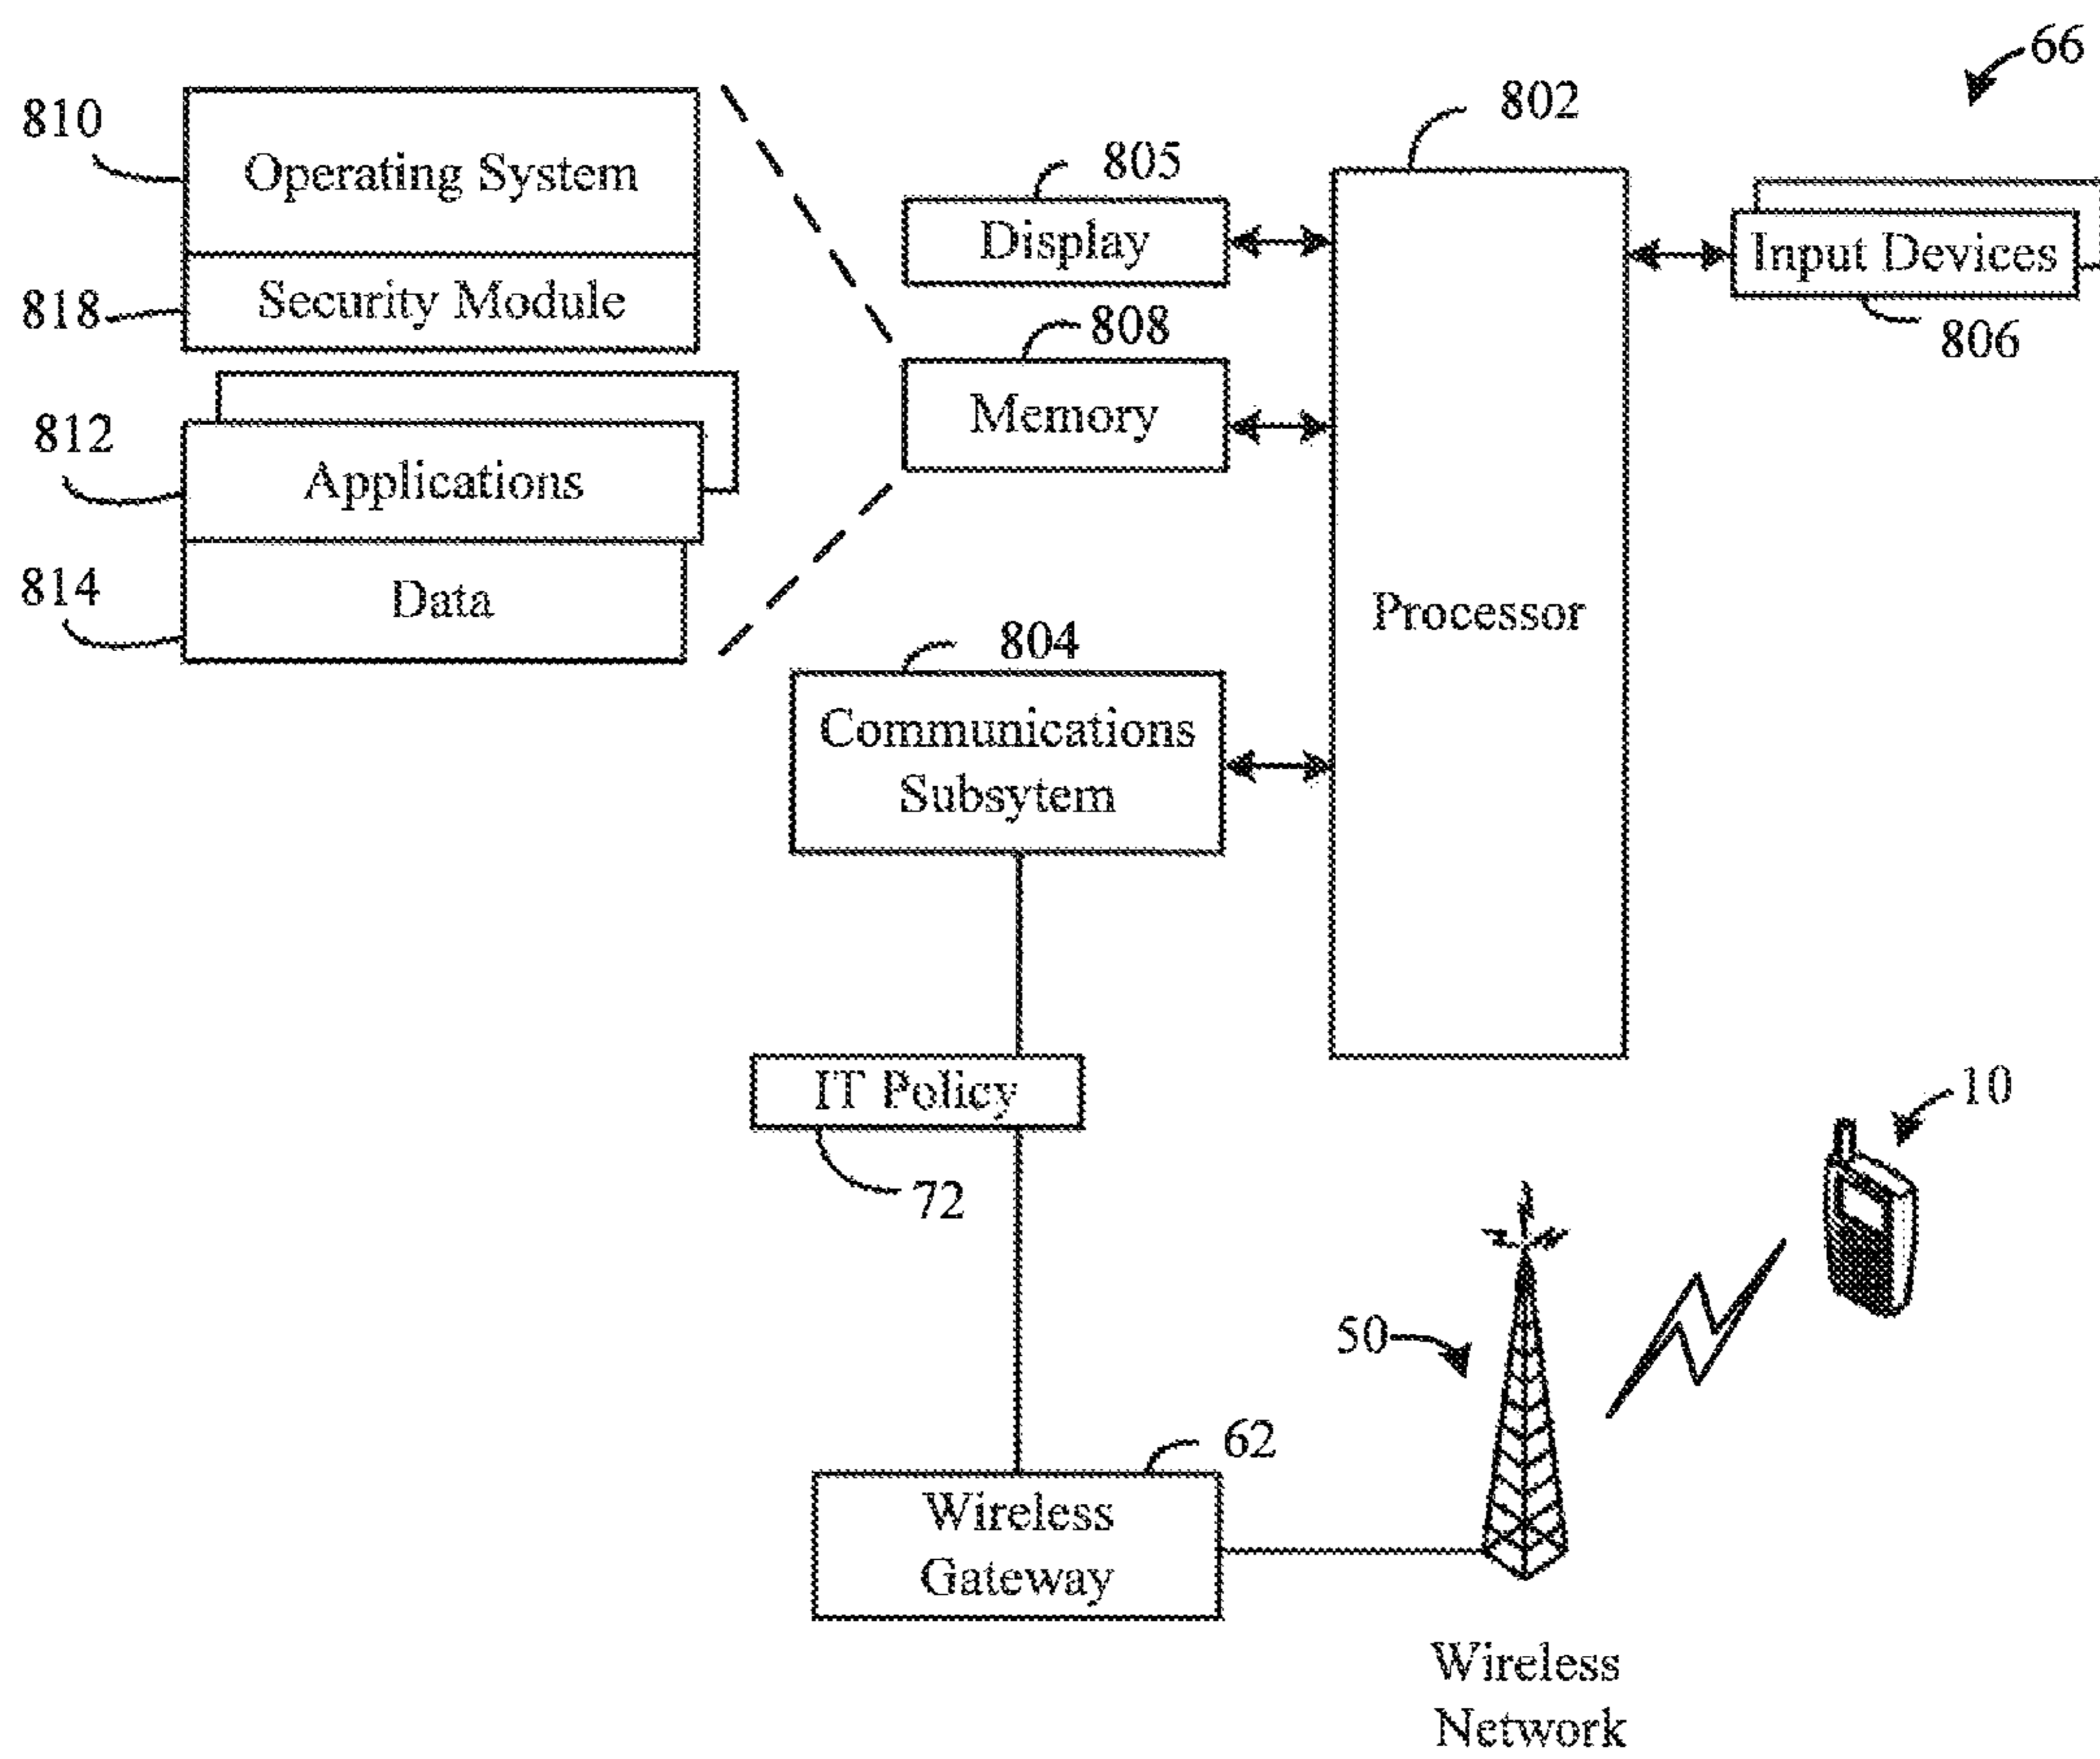 66
802
810
Operating System
805
Display
Input Devices
818
Security Module
808
806
Memory
812
Applications
814
Data
Processor
804
Communications
Subsytem
IT Policy
10
72
50
62
Wireless
Gateway
Wireless
Network